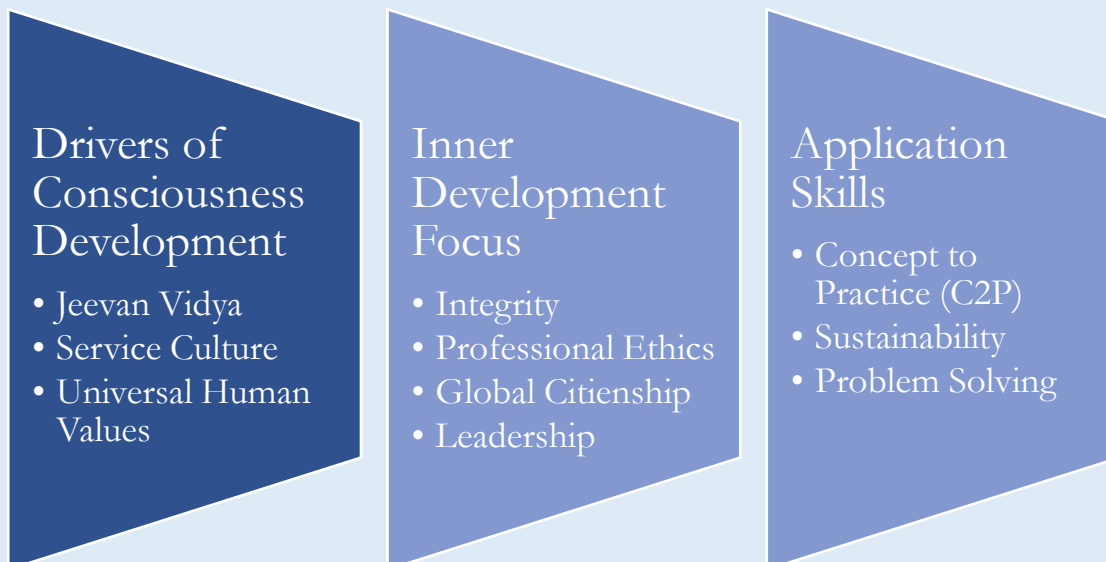 Drivers of
Consciousness
Development
• Jeevan Vidya
• Service Culture
• Universal Human
Values
Inner
Development
Focus
• Integrity
• Professional Ethics
• Global Citienship
• Leadership
Application
Skills
• Concept to
Practice (C2P)
• Sustainability
• Problem Solving